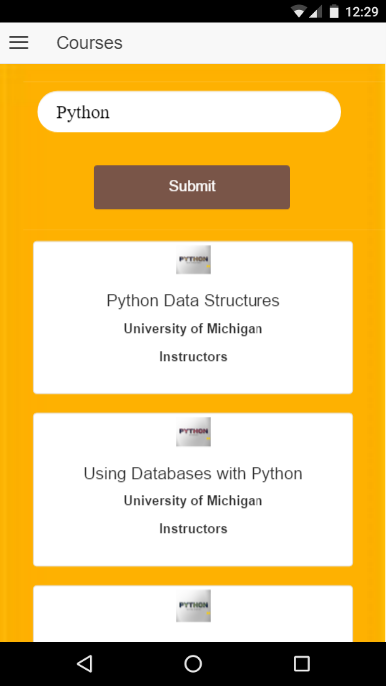 12:29
Courses
Python
Submit
PYTHON
Python Data Structures
University of Michigan
Instructors
PYTHON
Using Databases with Python
University of Michigan
Instructors
PYTHON